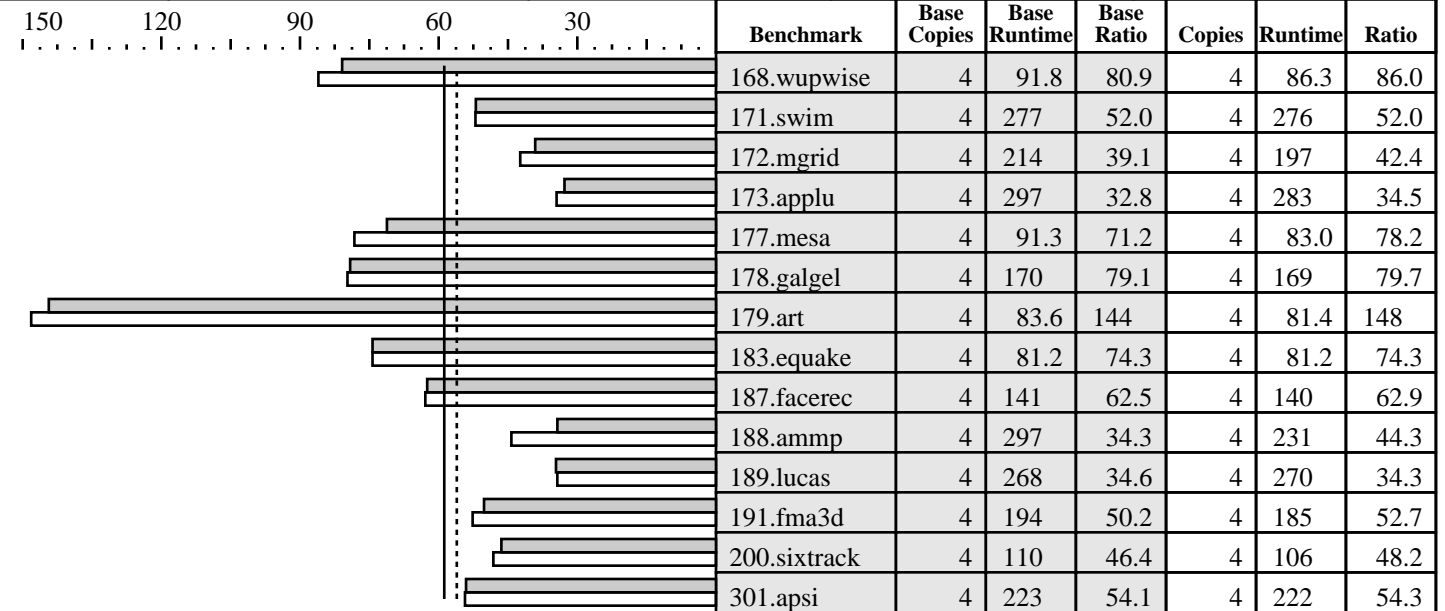 150 120 90 60 30
Benchmark Base Copies Base Runtime Base Ratio Copies Runtime Ratio
168.wupwise 4 91.8 80.9 4 86.3 86.0
171.swim 4 277 52.0 4 276 52.0
172.mgrid 4 214 39.1 4 197 42.4
173.applu 4 297 32.8 4 283 34.5
177.mesa 4 91.3 71.2 4 83.0 78.2
178.galgel 4 170 79.1 4 169 79.7
179.art 4 83.6 144 4 81.4 148
183.equake 4 81.2 74.3 4 81.2 74.3
187.facerec 4 141 62.5 4 140 62.9
188.ammp 4 297 34.3 4 231 44.3
189.lucas 4 268 34.6 4 270 34.3
191.fma3d 4 194 50.2 4 185 52.7
200.sixtrack 4 110 46.4 4 106 48.2
301.apsi 4 223 54.1 4 222 54.3